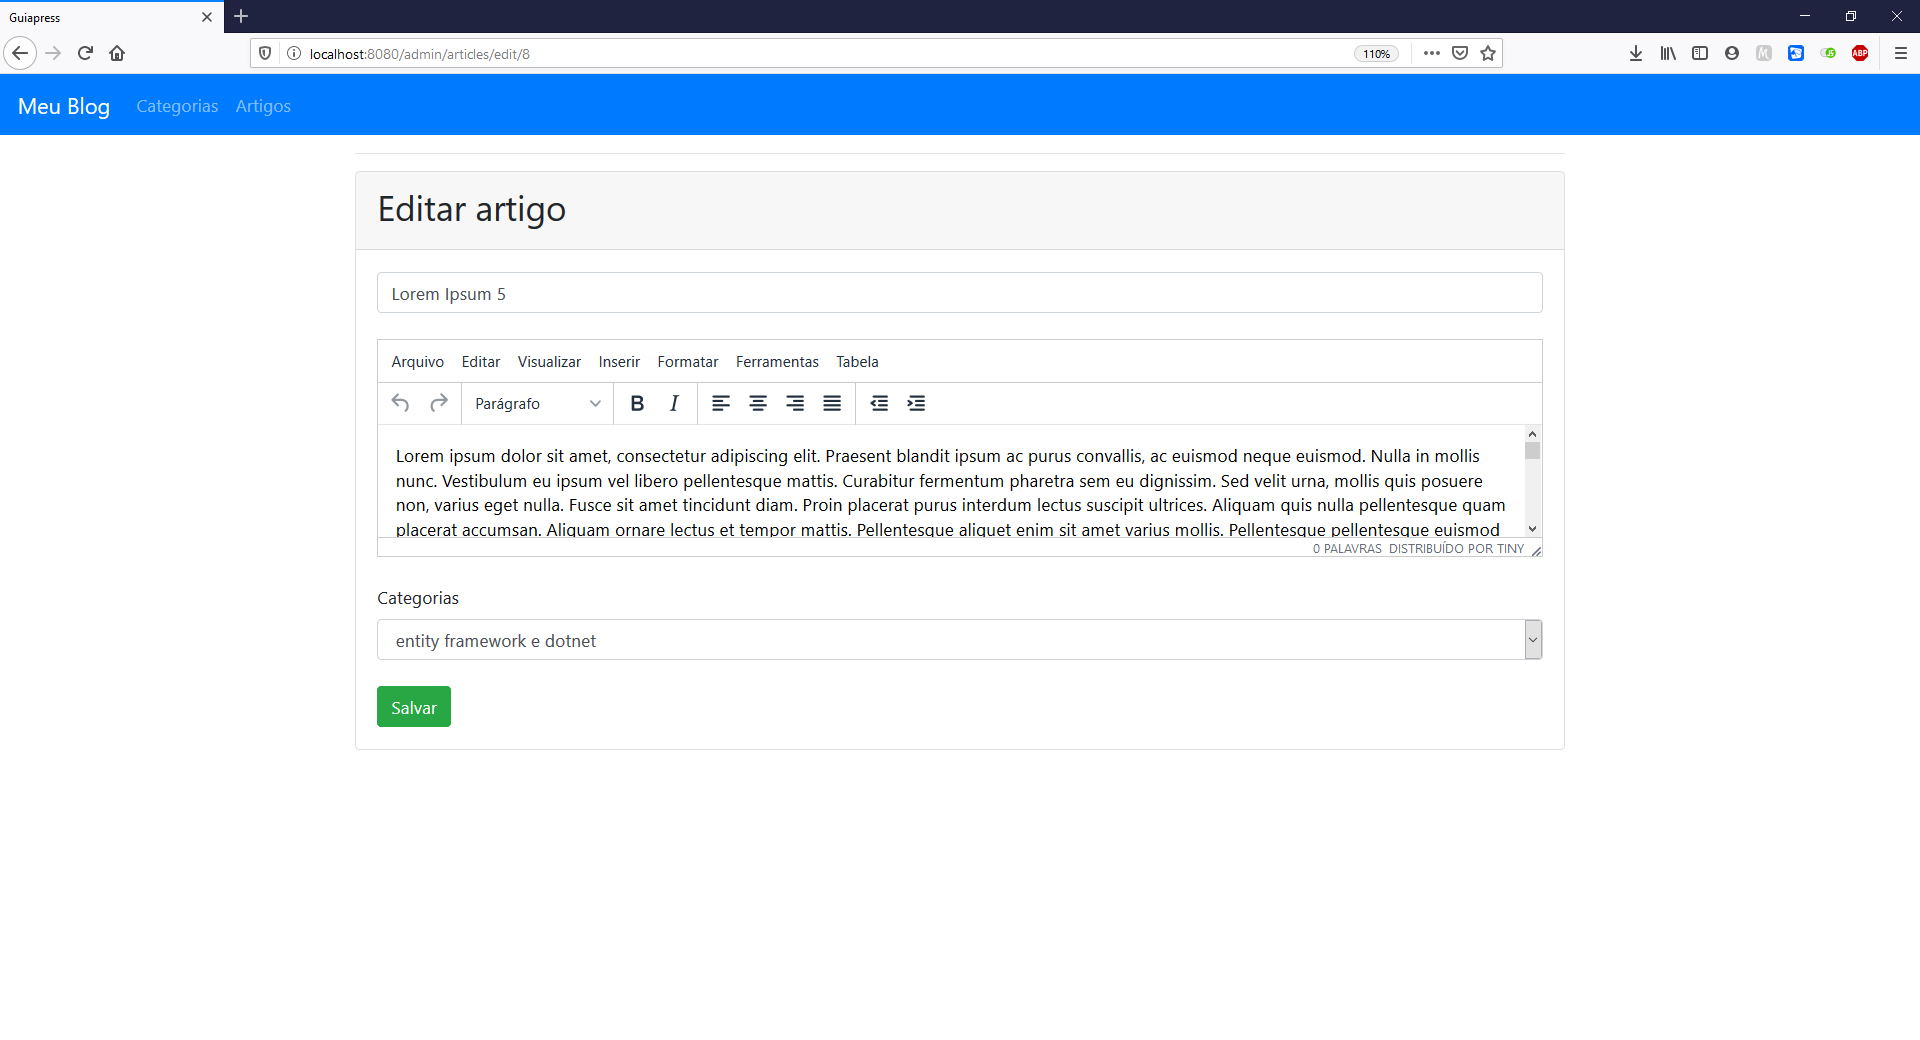 Guiapress
localhost:8080/admin/articles/edit/8
110%
ABP
Meu Blog Categorias Artigos
Editar artigo
Lorem Ipsum 5
Arquivo Editar Visualizar Inserir Formatar Ferramentas Tabela
Parágrafo B I
Lorem ipsum dolor sit amet, consectetur adipiscing elit. Praesent blandit ipsum ac purus convallis, ac euismod neque euismod. Nulla in mollis
nunc. Vestibulum eu ipsum vel libero pellentesque mattis. Curabitur fermentum pharetra sem eu dignissim. Sed velit urna, mollis quis posuere
non, varius eget nulla. Fusce sit amet tincidunt diam. Proin placerat purus interdum lectus suscipit ultrices. Aliquam quis nulla pellentesque quam
placerat accumsan. Aliquam ornare lectus et tempor mattis. Pellentesque aliquet enim sit amet varius mollis. Pellentesque pellentesque euismod
0 PALAVRAS DISTRIBUÍDO POR TINY
Categorias
entity framework e dotnet
Salvar